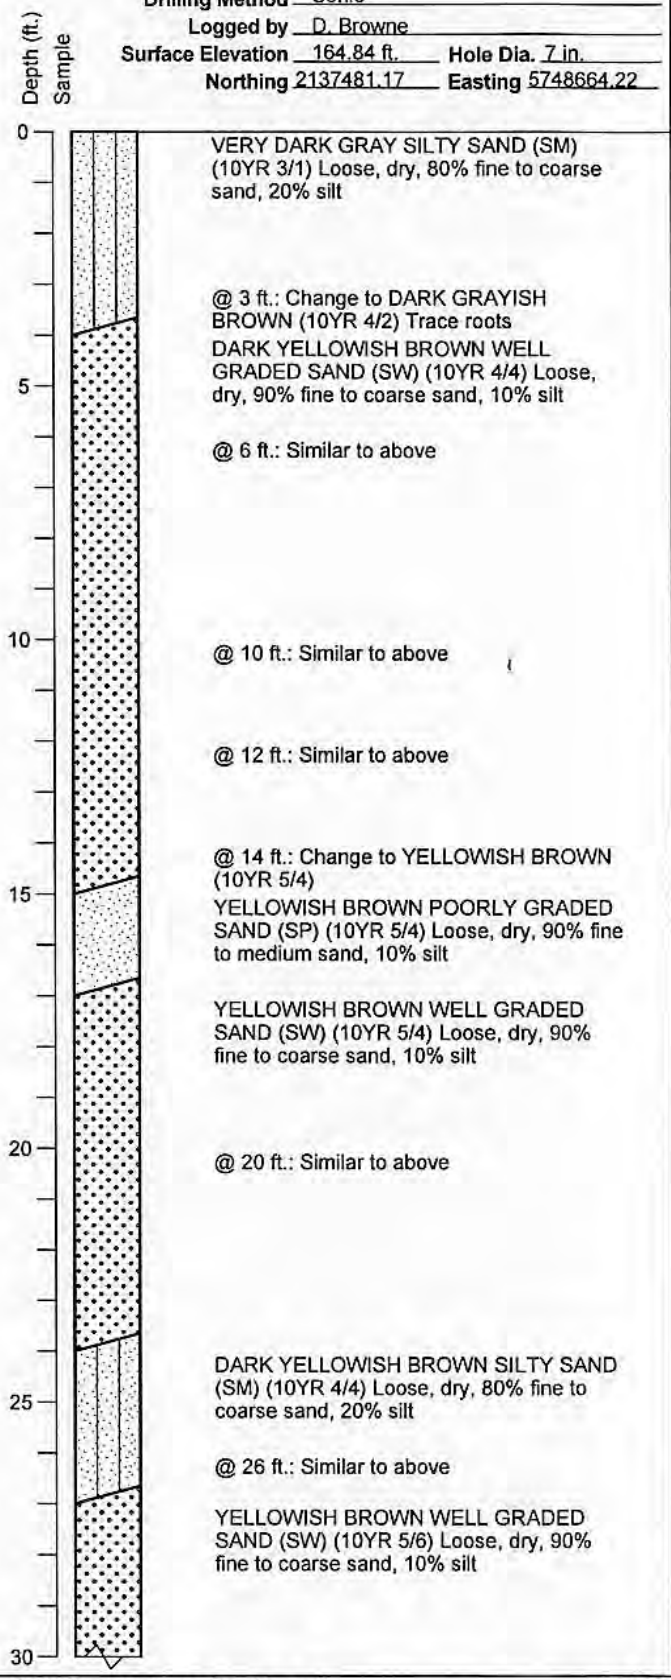 Drilling Method Sonic
Logged by D. Browne
Surface Elevation 164.84 ft. Hole Dia. 7 in.
Northing 2137481.17 Easting 5748664.22
Depth (ft.)
Sample
0
VERY DARK GRAY SILTY SAND (SM)
(10YR 3/1) Loose, dry, 80% fine to coarse
sand, 20% silt
@ 3 ft.: Change to DARK GRAYISH
BROWN (10YR 4/2) Trace roots
DARK YELLOWISH BROWN WELL
GRADED SAND (SW) (10YR 4/4) Loose,
dry, 90% fine to coarse sand, 10% silt
5
@ 6 ft.: Similar to above
10
@ 10 ft.: Similar to above
@ 12 ft.: Similar to above
@ 14 ft.: Change to YELLOWISH BROWN
(10YR 5/4)
15
YELLOWISH BROWN POORLY GRADED
SAND (SP) (10YR 5/4) Loose, dry, 90% fine
to medium sand, 10% silt
YELLOWISH BROWN WELL GRADED
SAND (SW) (10YR 5/4) Loose, dry, 90%
fine to coarse sand, 10% silt
20
@ 20 ft.: Similar to above
DARK YELLOWISH BROWN SILTY SAND
(SM) (10YR 4/4) Loose, dry, 80% fine to
coarse sand, 20% silt
25
@ 26 ft.: Similar to above
YELLOWISH BROWN WELL GRADED
SAND (SW) (10YR 5/6) Loose, dry, 90%
fine to coarse sand, 10% silt
30